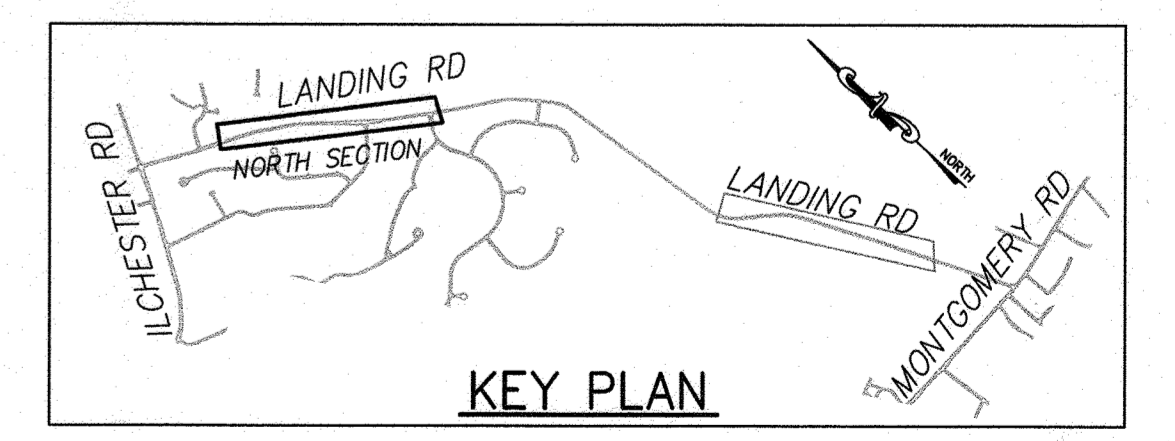 LANDING RD
NORTH SECTION
ILCHESTER RD
NORTH
LANDING RD
MONTGOMERY RD
KEY PLAN